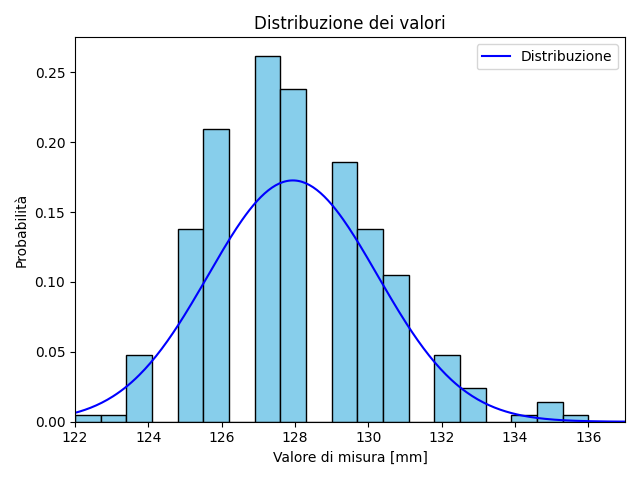 Distribuzione dei valori
Distribuzione
Probabilità
0.25
0.20
0.15
0.10
0.05
0.00
122 124 126 128 130 132 134 136
Valore di misura [mm]